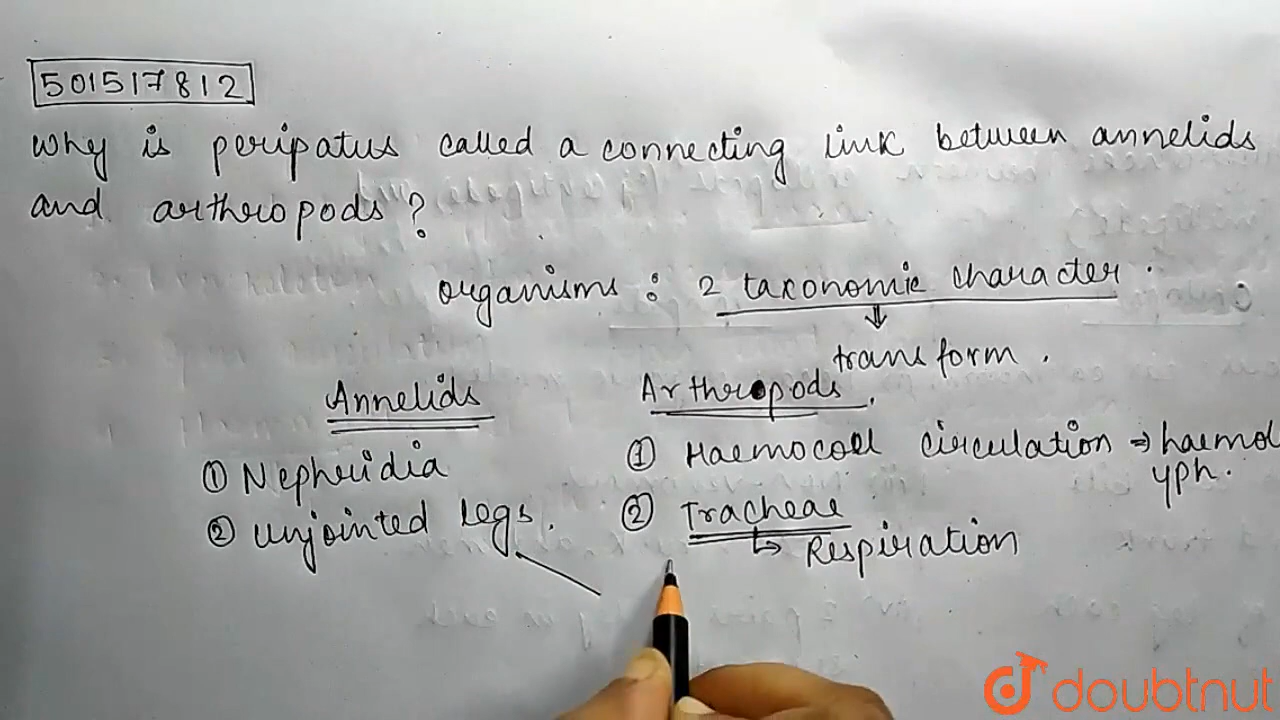 501517812
Why is peripatus called a connecting link between annelids
and arthropods?
organisms : 2 taxonomic character.
⇓
transform.
Annelids
Arthropods.
① Nephridia
② Unjointed legs.
① Haemocoel circulation ⇒ haemol
yph.
② Tracheae
↳ Respiration
doubtnut